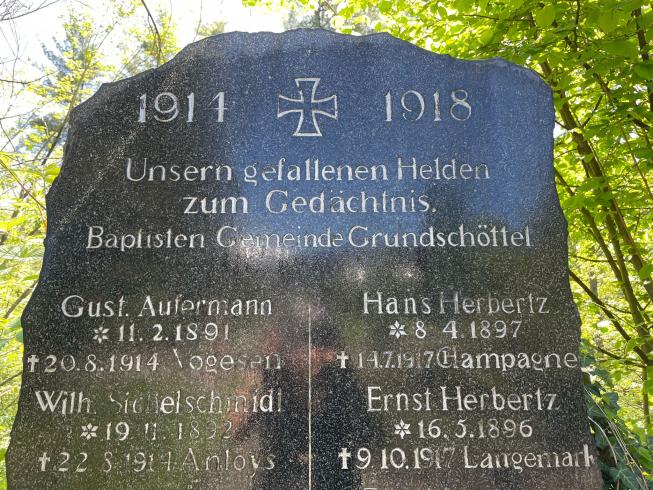 1914 1918
Unsern gefallenen Helden
zum Gedächtnis.
Baptisten Gemeinde Grundschöttel
Gust. Aufermann
* 11.2.1891
† 20.8.1914 Vogesen
Wilh. Sichelschmidt
* 19.11.1892
† 22.8.1914 Anloys
Hans Herbertz
* 8.4.1897
† 14.7.1917 Champagne
Ernst Herbertz
* 16.5.1896
† 9.10.1917 Langemark